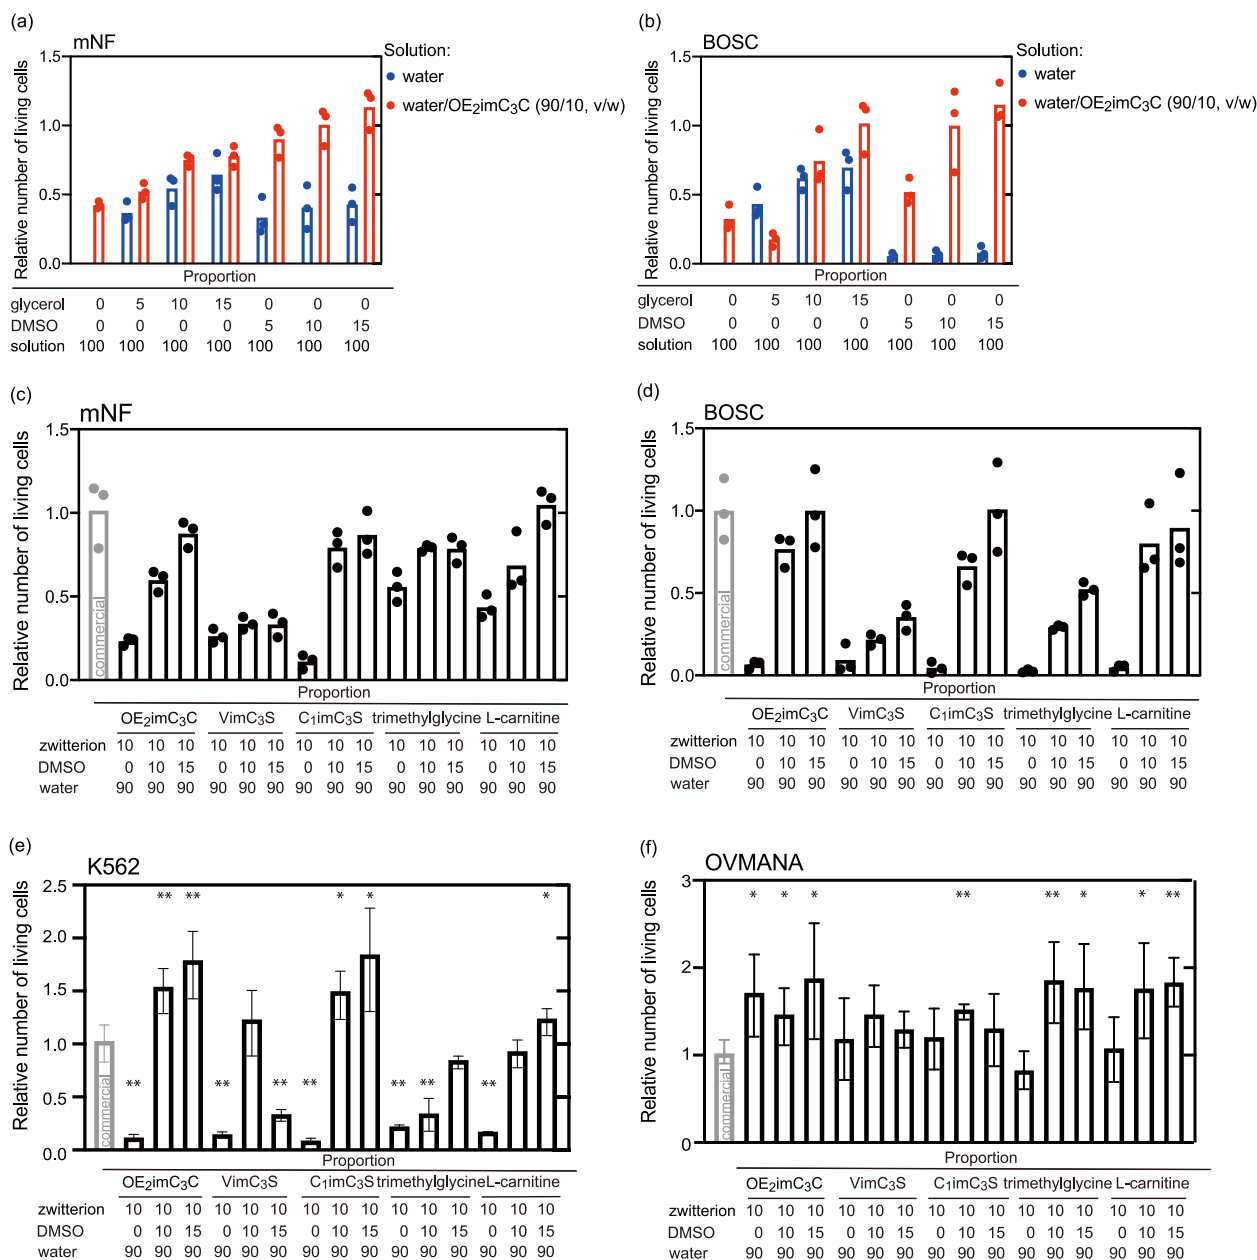 (a)
mNF
Solution:
water
water/OE2imC3C (90/10, v/w)
Relative number of living cells
1.5
1.0
0.5
0.0
Proportion
glycerol 0 5 10 15 0 0 0
DMSO 0 0 0 0 5 10 15
solution 100 100 100 100 100 100 100
(b)
BOSC
Solution:
water
water/OE2imC3C (90/10, v/w)
Relative number of living cells
1.5
1.0
0.5
0.0
Proportion
glycerol 0 5 10 15 0 0 0
DMSO 0 0 0 0 5 10 15
solution 100 100 100 100 100 100 100
(c)
mNF
Relative number of living cells
1.5
1.0
0.5
0.0
commercial
Proportion
OE2imC3C VimC3S C1imC3S trimethylglycine L-carnitine
zwitterion 10 10 10 10 10 10 10 10 10 10 10 10 10 10 10
DMSO 0 10 15 0 10 15 0 10 15 0 10 15 0 10 15
water 90 90 90 90 90 90 90 90 90 90 90 90 90 90 90
(d)
BOSC
Relative number of living cells
1.5
1.0
0.5
0.0
commercial
Proportion
OE2imC3C VimC3S C1imC3S trimethylglycine L-carnitine
zwitterion 10 10 10 10 10 10 10 10 10 10 10 10 10 10 10
DMSO 0 10 15 0 10 15 0 10 15 0 10 15 0 10 15
water 90 90 90 90 90 90 90 90 90 90 90 90 90 90 90
(e)
K562
Relative number of living cells
2.5
2.0
1.5
1.0
0.5
0.0
commercial
** ** ** ** ** ** * * ** ** ** *
Proportion
OE2imC3C VimC3S C1imC3S trimethylglycine L-carnitine
zwitterion 10 10 10 10 10 10 10 10 10 10 10 10 10 10 10
DMSO 0 10 15 0 10 15 0 10 15 0 10 15 0 10 15
water 90 90 90 90 90 90 90 90 90 90 90 90 90 90 90
(f)
OVMANA
Relative number of living cells
3
2
1
0
commercial
* * * ** ** * * **
Proportion
OE2imC3C VimC3S C1imC3S trimethylglycine L-carnitine
zwitterion 10 10 10 10 10 10 10 10 10 10 10 10 10 10 10
DMSO 0 10 15 0 10 15 0 10 15 0 10 15 0 10 15
water 90 90 90 90 90 90 90 90 90 90 90 90 90 90 90